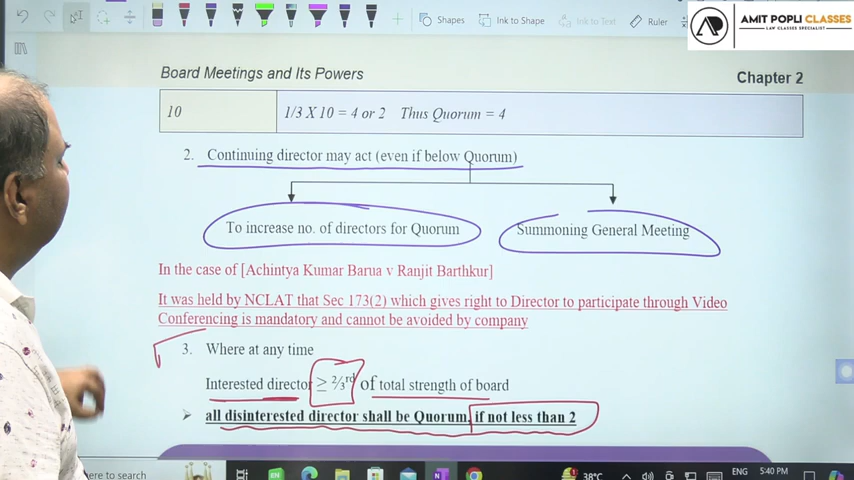 Shapes
Ink to Shape
Ink to Text
Ruler
AMIT POPLI CLASSES
LAW CLASSES SPECIALIST
Board Meetings and Its Powers
Chapter 2
10
1/3 X 10 = 4 or 2 Thus Quorum = 4
2. Continuing director may act (even if below Quorum)
To increase no. of directors for Quorum
Summoning General Meeting
In the case of [Achintya Kumar Barua v Ranjit Barthkur]
It was held by NCLAT that Sec 173(2) which gives right to Director to participate through Video
Conferencing is mandatory and cannot be avoided by company
3. Where at any time
Interested director ≥ 2/3rd of total strength of board
➢ all disinterested director shall be Quorum, if not less than 2
ere to search
38°C
ENG
5:40 PM